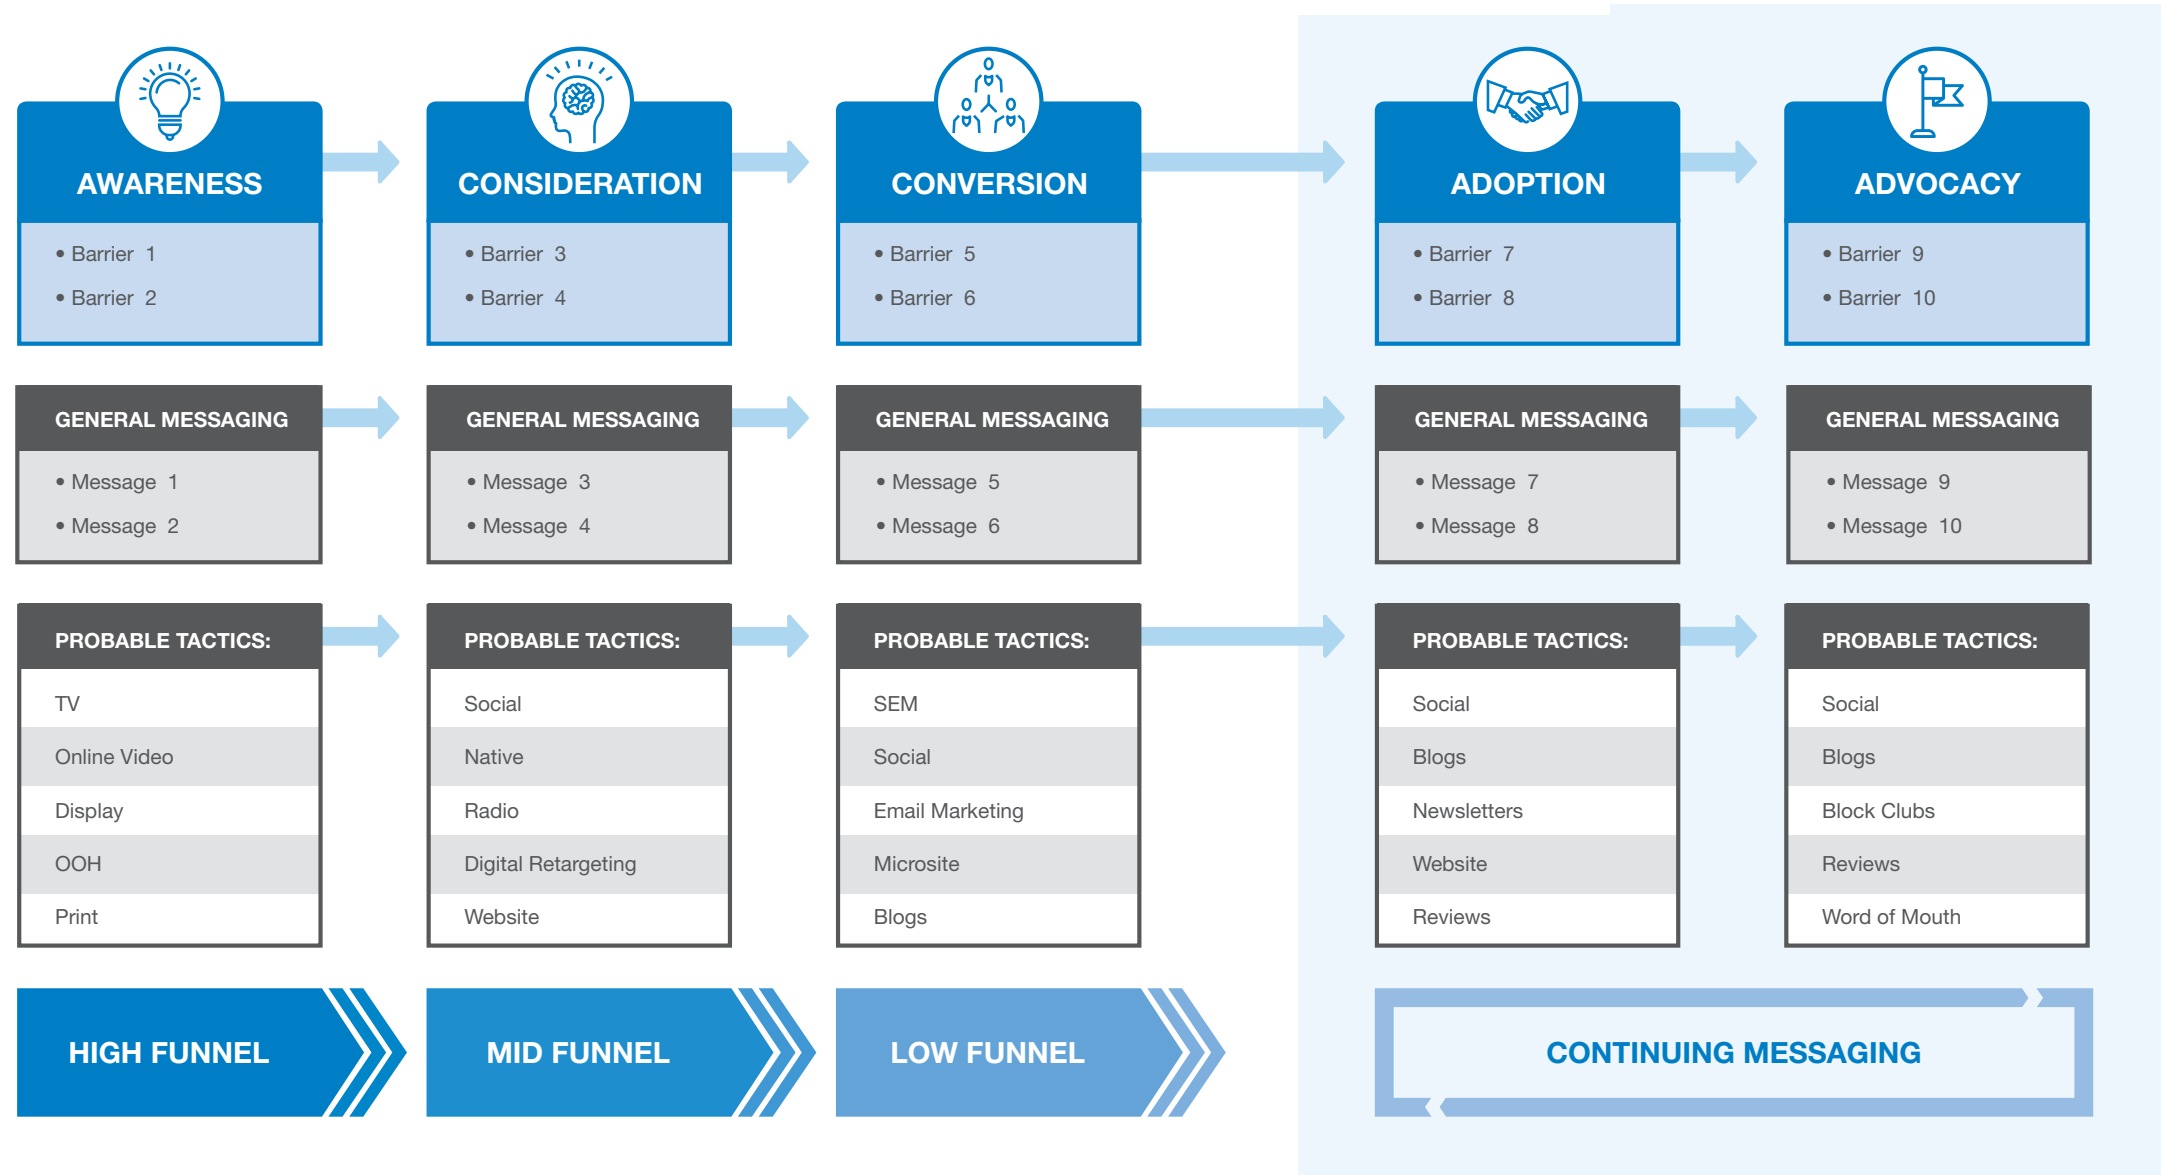 AWARENESS
• Barrier 1
• Barrier 2
CONSIDERATION
• Barrier 3
• Barrier 4
CONVERSION
• Barrier 5
• Barrier 6
ADOPTION
• Barrier 7
• Barrier 8
ADVOCACY
• Barrier 9
• Barrier 10
GENERAL MESSAGING
• Message 1
• Message 2
GENERAL MESSAGING
• Message 3
• Message 4
GENERAL MESSAGING
• Message 5
• Message 6
GENERAL MESSAGING
• Message 7
• Message 8
GENERAL MESSAGING
• Message 9
• Message 10
PROBABLE TACTICS:
TV
Online Video
Display
OOH
Print
PROBABLE TACTICS:
Social
Native
Radio
Digital Retargeting
Website
PROBABLE TACTICS:
SEM
Social
Email Marketing
Microsite
Blogs
PROBABLE TACTICS:
Social
Blogs
Newsletters
Website
Reviews
PROBABLE TACTICS:
Social
Blogs
Block Clubs
Reviews
Word of Mouth
HIGH FUNNEL
MID FUNNEL
LOW FUNNEL
CONTINUING MESSAGING